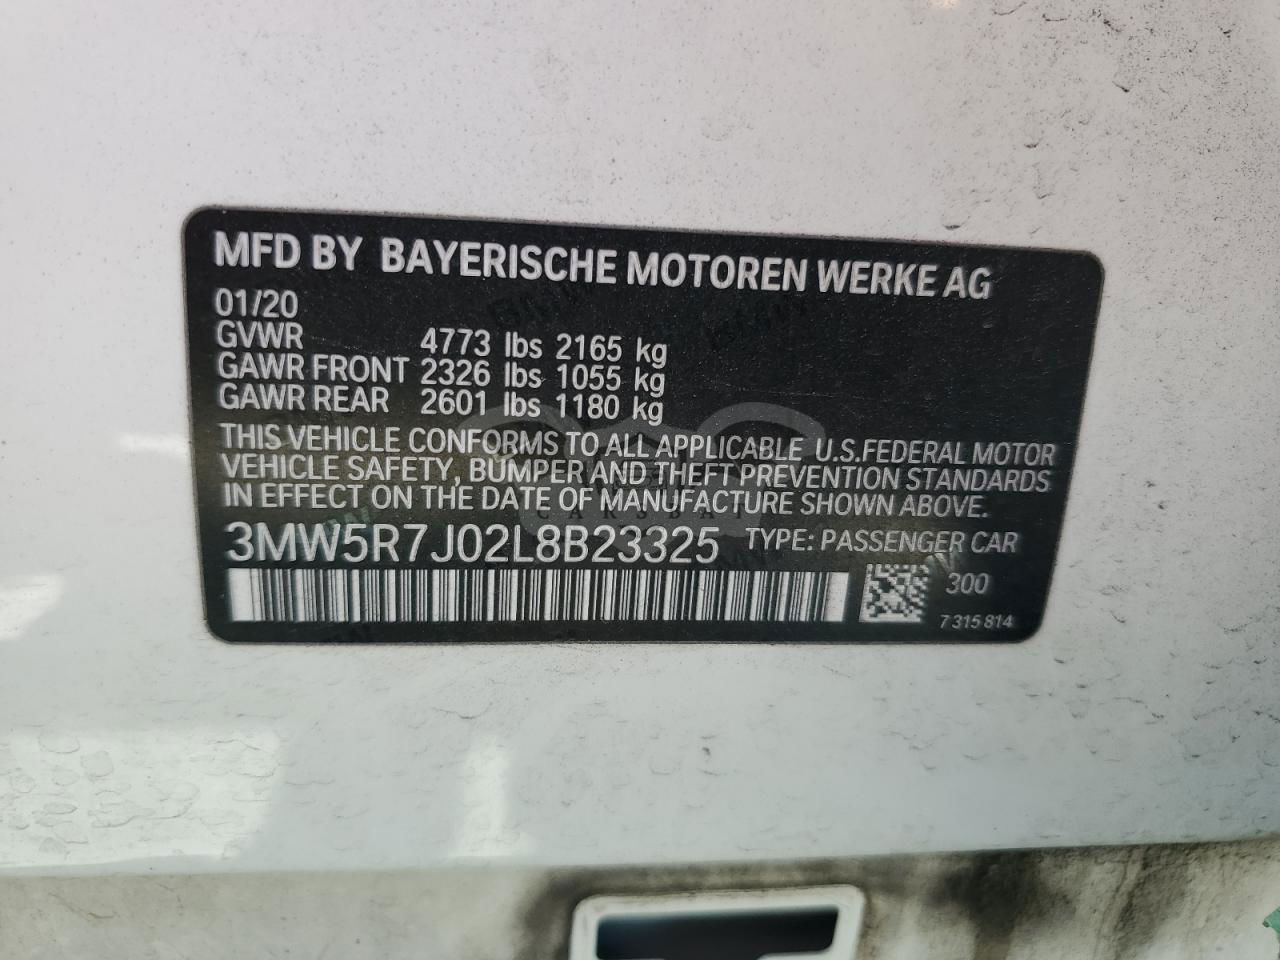 MFD BY BAYERISCHE MOTOREN WERKE AG
01/20
GVWR 4773 lbs 2165 kg
GAWR FRONT 2326 lbs 1055 kg
GAWR REAR 2601 lbs 1180 kg
THIS VEHICLE CONFORMS TO ALL APPLICABLE U.S.FEDERAL MOTOR
VEHICLE SAFETY, BUMPER AND THEFT PREVENTION STANDARDS
IN EFFECT ON THE DATE OF MANUFACTURE SHOWN ABOVE.
3MW5R7J02L8B23325 TYPE: PASSENGER CAR
300
7 315 814